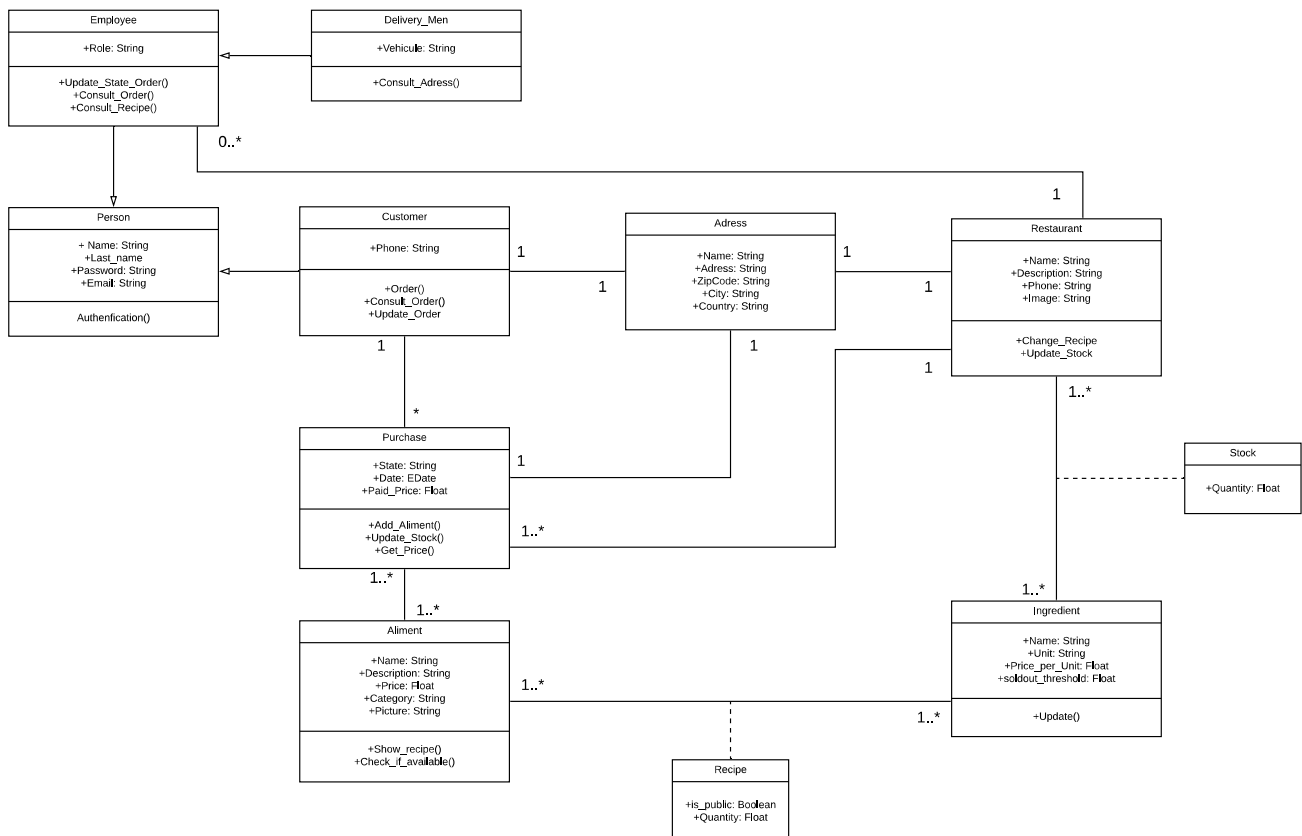 Employee
+Role: String
+Update_State_Order()
+Consult_Order()
+Consult_Recipe()
Delivery_Men
+Vehicule: String
+Consult_Adress()
0..*
1
Person
+ Name: String
+Last_name
+Password: String
+Email: String
Authenfication()
Customer
+Phone: String
+Order()
+Consult_Order()
+Update_Order
1
1
Adress
+Name: String
+Adress: String
+ZipCode: String
+City: String
+Country: String
1
1
Restaurant
+Name: String
+Description: String
+Phone: String
+Image: String
+Change_Recipe
+Update_Stock
1
1
1
1..*
*
Purchase
+State: String
+Date: EDate
+Paid_Price: Float
+Add_Aliment()
+Update_Stock()
+Get_Price()
1
1..*
Stock
+Quantity: Float
1..*
1..*
1..*
Aliment
+Name: String
+Description: String
+Price: Float
+Category: String
+Picture: String
+Show_recipe()
+Check_if_available()
1..*
1..*
Ingredient
+Name: String
+Unit: String
+Price_per_Unit: Float
+soldout_threshold: Float
+Update()
Recipe
+is_public: Boolean
+Quantity: Float